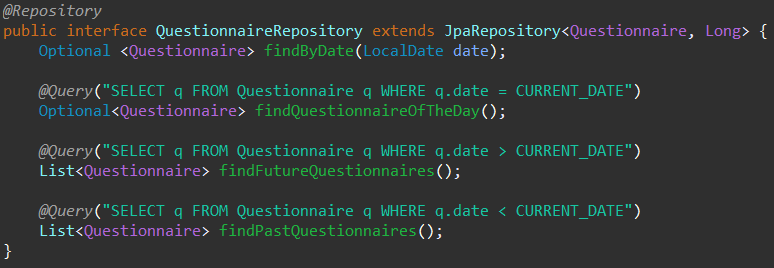 @Repository
public interface QuestionnaireRepository extends JpaRepository<Questionnaire, Long> {
    Optional <Questionnaire> findByDate(LocalDate date);

    @Query("SELECT q FROM Questionnaire q WHERE q.date = CURRENT_DATE")
    Optional<Questionnaire> findQuestionnaireOfTheDay();

    @Query("SELECT q FROM Questionnaire q WHERE q.date > CURRENT_DATE")
    List<Questionnaire> findFutureQuestionnaires();

    @Query("SELECT q FROM Questionnaire q WHERE q.date < CURRENT_DATE")
    List<Questionnaire> findPastQuestionnaires();
}